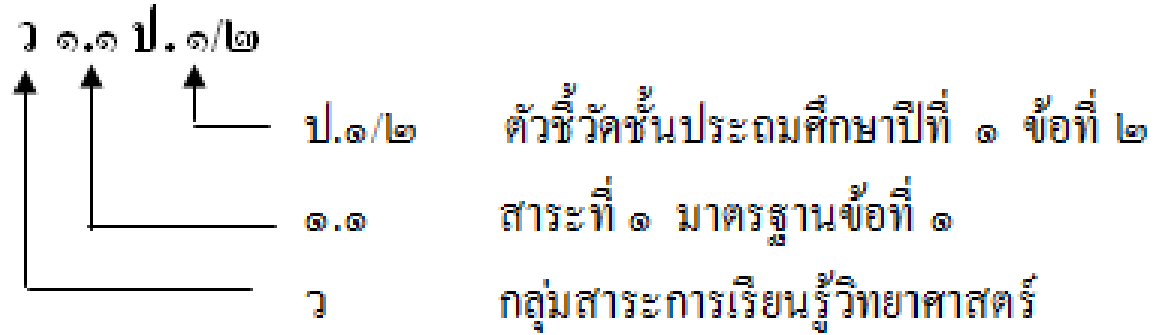 ว ๑.๑ ป. ๑/๒
ป.๑/๒ ตัวชี้วัดชั้นประถมศึกษาปีที่ ๑ ข้อที่ ๒
๑.๑ สาระที่ ๑ มาตรฐานข้อที่ ๑
ว กลุ่มสาระการเรียนรู้วิทยาศาสตร์